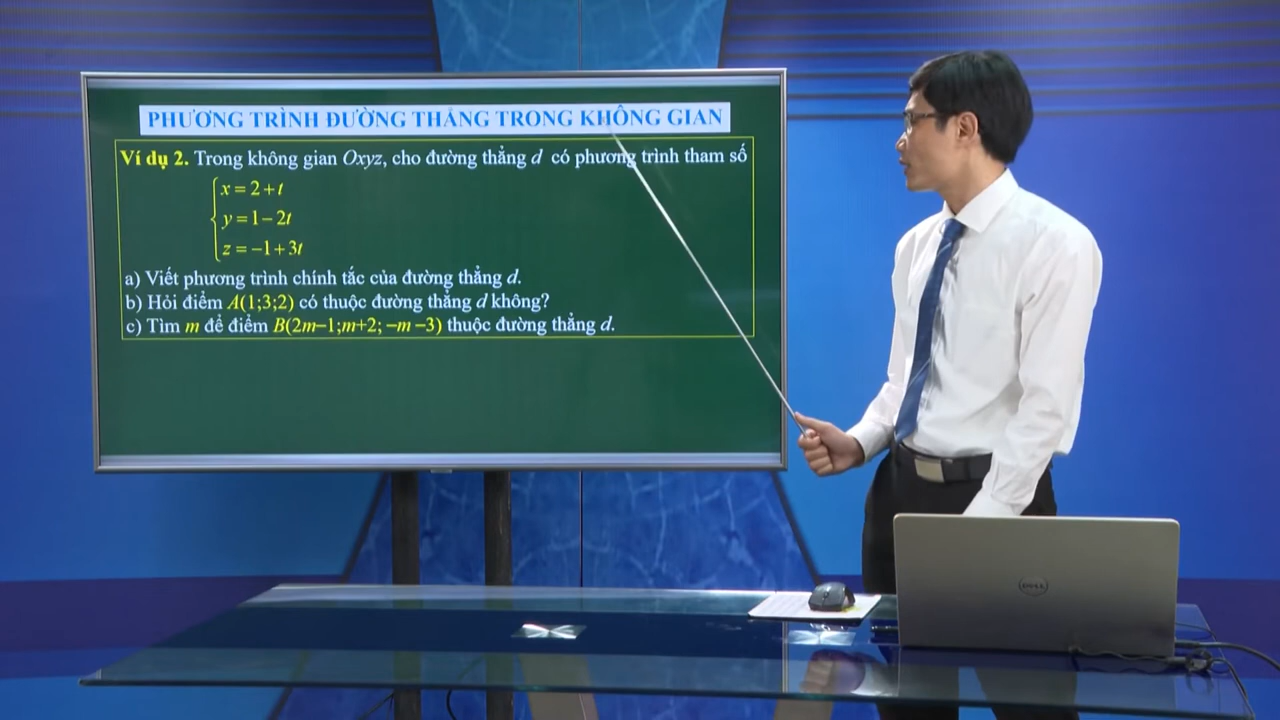 PHƯƠNG TRÌNH ĐƯỜNG THẲNG TRONG KHÔNG GIAN
Ví dụ 2. Trong không gian Oxyz, cho đường thẳng d có phương trình tham số
x = 2 + t
y = 1 − 2t
z = −1 + 3t
a) Viết phương trình chính tắc của đường thẳng d.
b) Hỏi điểm A(1;3;2) có thuộc đường thẳng d không?
c) Tìm m để điểm B(2m−1;m+2; −m −3) thuộc đường thẳng d.
DELL